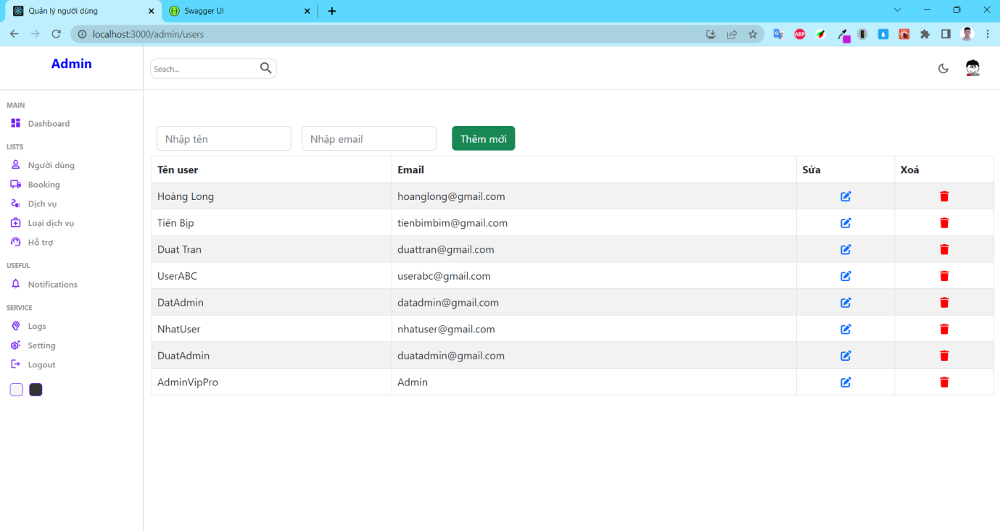 Quản lý người dùng
Swagger UI
localhost:3000/admin/users
ABP
Admin
Seach...
MAIN
Dashboard
LISTS
Người dùng
Booking
Dịch vụ
Loại dịch vụ
Hỗ trợ
USEFUL
Notifications
SERVICE
Logs
Setting
Logout
Nhập tên
Nhập email
Thêm mới
Tên user Email Sửa Xoá
Hoàng Long hoanglong@gmail.com
Tiến Bịp tienbimbim@gmail.com
Duat Tran duattran@gmail.com
UserABC userabc@gmail.com
DatAdmin datadmin@gmail.com
NhatUser nhatuser@gmail.com
DuatAdmin duatadmin@gmail.com
AdminVipPro Admin